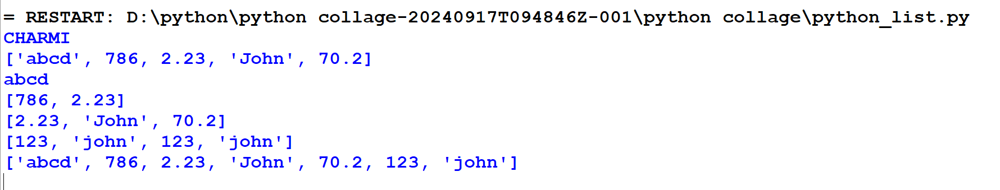 = RESTART: D:\python\python collage-20240917T094846Z-001\python collage\python_list.py
CHARMI
['abcd', 786, 2.23, 'John', 70.2]
abcd
[786, 2.23]
[2.23, 'John', 70.2]
[123, 'john', 123, 'john']
['abcd', 786, 2.23, 'John', 70.2, 123, 'john']